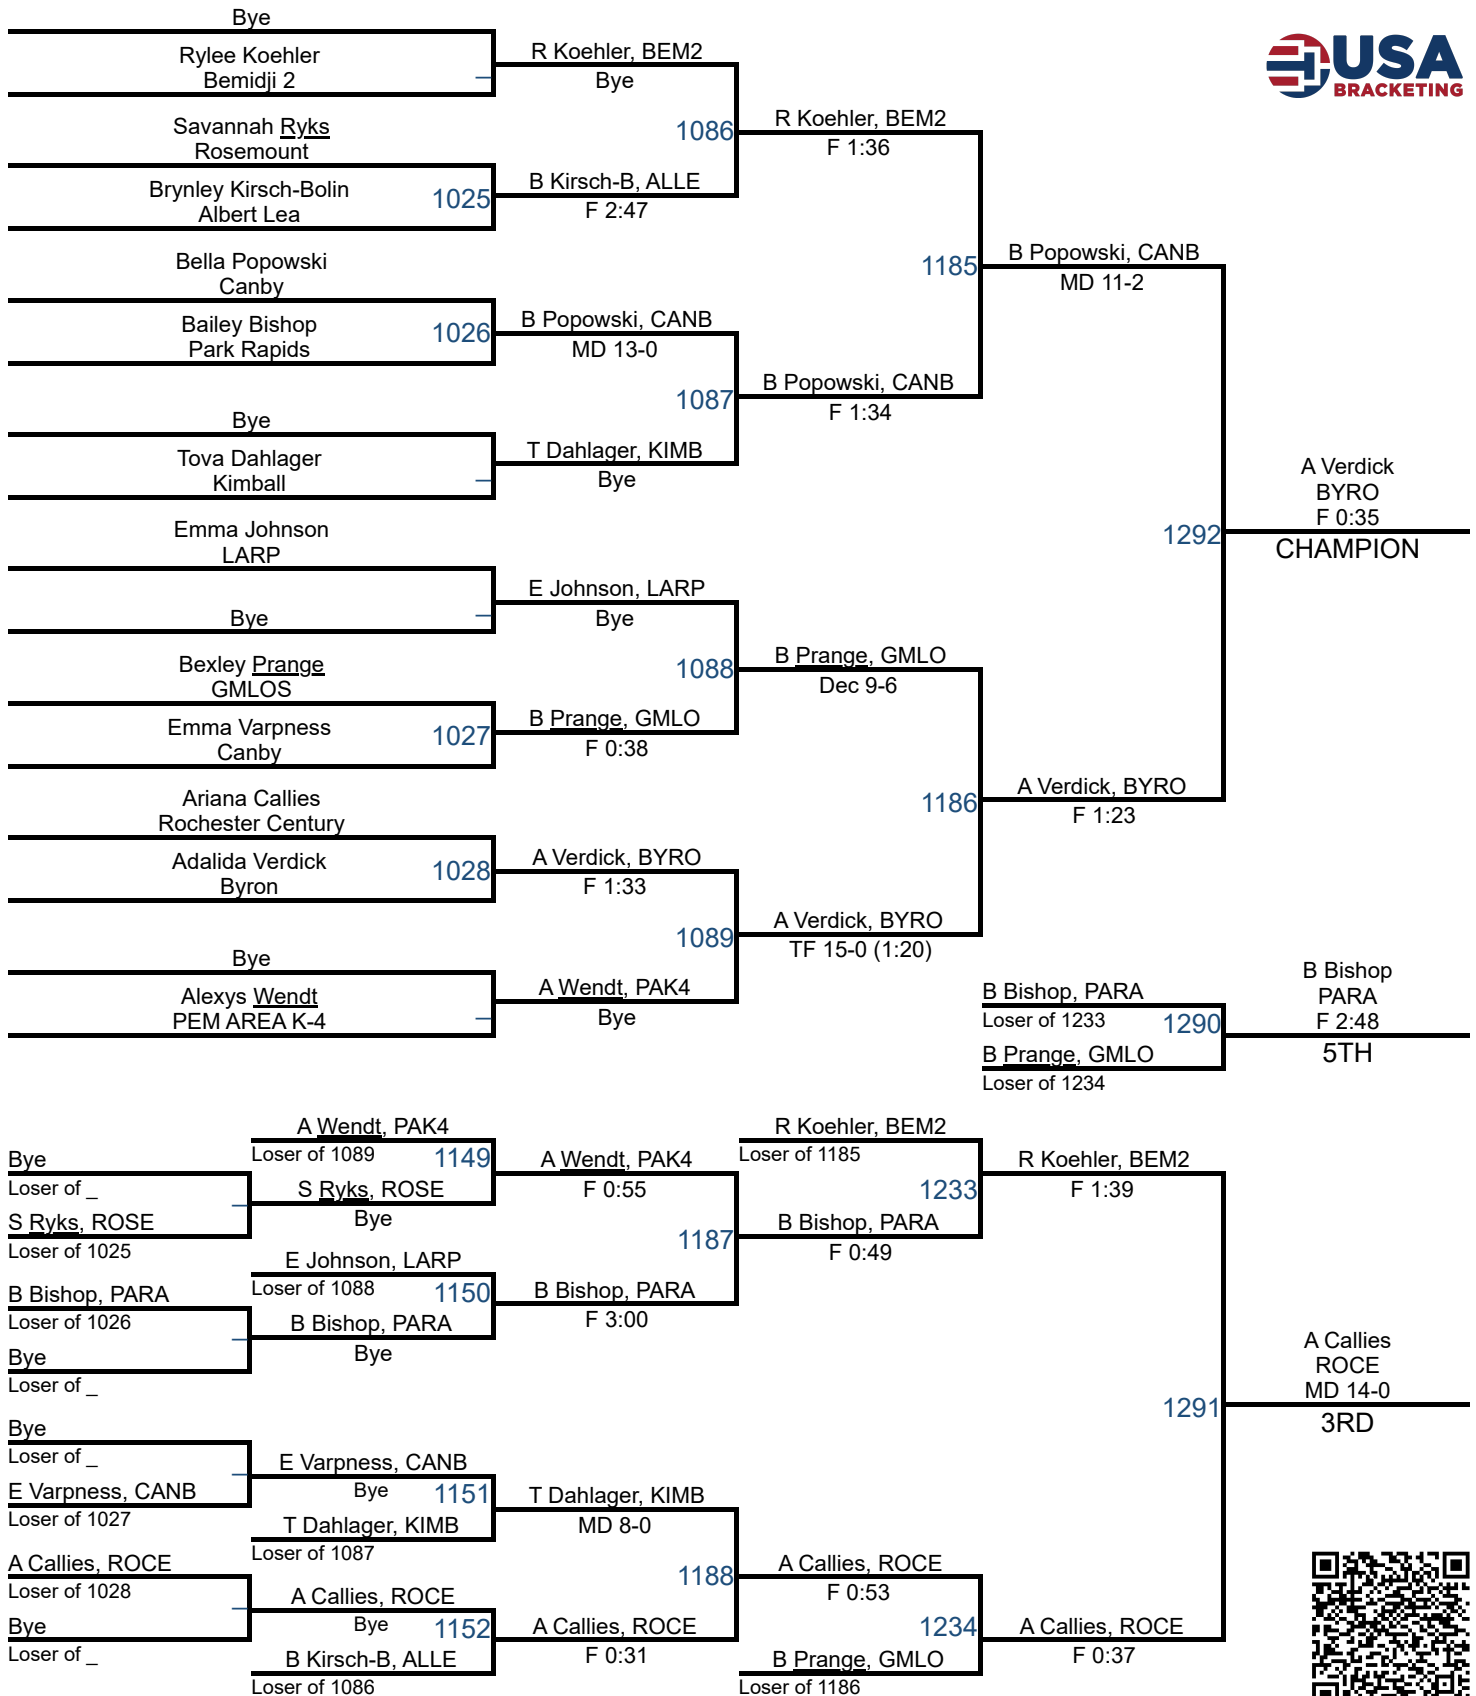 Bye
Rylee Koehler
Bemidji 2
_
R Koehler, BEM2
Bye
USA
BRACKETING
Savannah Ryks
Rosemount
Brynley Kirsch-Bolin
Albert Lea
1025
B Kirsch-B, ALLE
F 2:47
1086
R Koehler, BEM2
F 1:36
Bella Popowski
Canby
Bailey Bishop
Park Rapids
1026
B Popowski, CANB
MD 13-0
1185
B Popowski, CANB
MD 11-2
Bye
Tova Dahlager
Kimball
_
T Dahlager, KIMB
Bye
1087
B Popowski, CANB
F 1:34
Emma Johnson
LARP
Bye
_
E Johnson, LARP
Bye
1292
A Verdick
BYRO
F 0:35
CHAMPION
Bexley Prange
GMLOS
Emma Varpness
Canby
1027
B Prange, GMLO
F 0:38
1088
B Prange, GMLO
Dec 9-6
Ariana Callies
Rochester Century
Adalida Verdick
Byron
1028
A Verdick, BYRO
F 1:33
1186
A Verdick, BYRO
F 1:23
Bye
Alexys Wendt
PEM AREA K-4
_
A Wendt, PAK4
Bye
1089
A Verdick, BYRO
TF 15-0 (1:20)
B Bishop, PARA
Loser of 1233
1290
B Prange, GMLO
Loser of 1234
B Bishop
PARA
F 2:48
5TH
Bye
Loser of _
_
S Ryks, ROSE
Loser of 1025
A Wendt, PAK4
Loser of 1089
1149
S Ryks, ROSE
Bye
A Wendt, PAK4
F 0:55
R Koehler, BEM2
Loser of 1185
1233
R Koehler, BEM2
F 1:39
B Bishop, PARA
Loser of 1026
_
Bye
Loser of _
E Johnson, LARP
Loser of 1088
1150
B Bishop, PARA
Bye
B Bishop, PARA
F 3:00
1187
B Bishop, PARA
F 0:49
Bye
Loser of _
_
E Varpness, CANB
Loser of 1027
E Varpness, CANB
Bye
1151
T Dahlager, KIMB
Loser of 1087
T Dahlager, KIMB
MD 8-0
1291
A Callies
ROCE
MD 14-0
3RD
A Callies, ROCE
Loser of 1028
_
Bye
Loser of _
A Callies, ROCE
Bye
1152
B Kirsch-B, ALLE
Loser of 1086
A Callies, ROCE
F 0:31
1188
A Callies, ROCE
F 0:53
1234
B Prange, GMLO
Loser of 1186
A Callies, ROCE
F 0:37